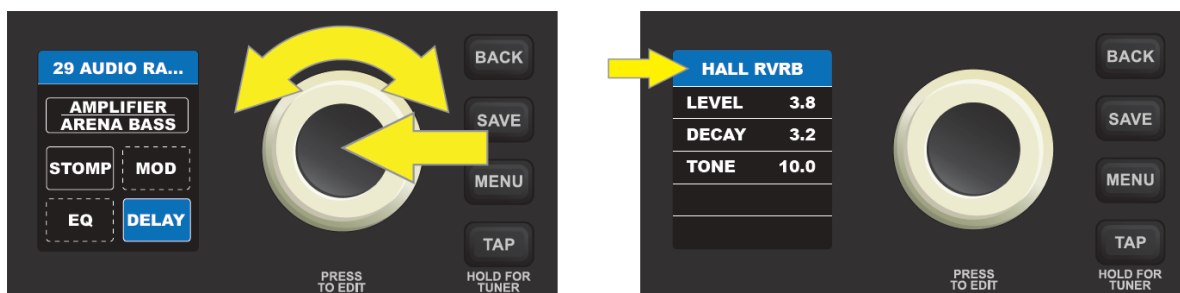 29 AUDIO RA...
AMPLIFIER
ARENA BASS
STOMP
MOD
EQ
DELAY
PRESS
TO EDIT
BACK
SAVE
MENU
TAP
HOLD FOR
TUNER
HALL RVRB
LEVEL 3.8
DECAY 3.2
TONE 10.0
PRESS
TO EDIT
BACK
SAVE
MENU
TAP
HOLD FOR
TUNER